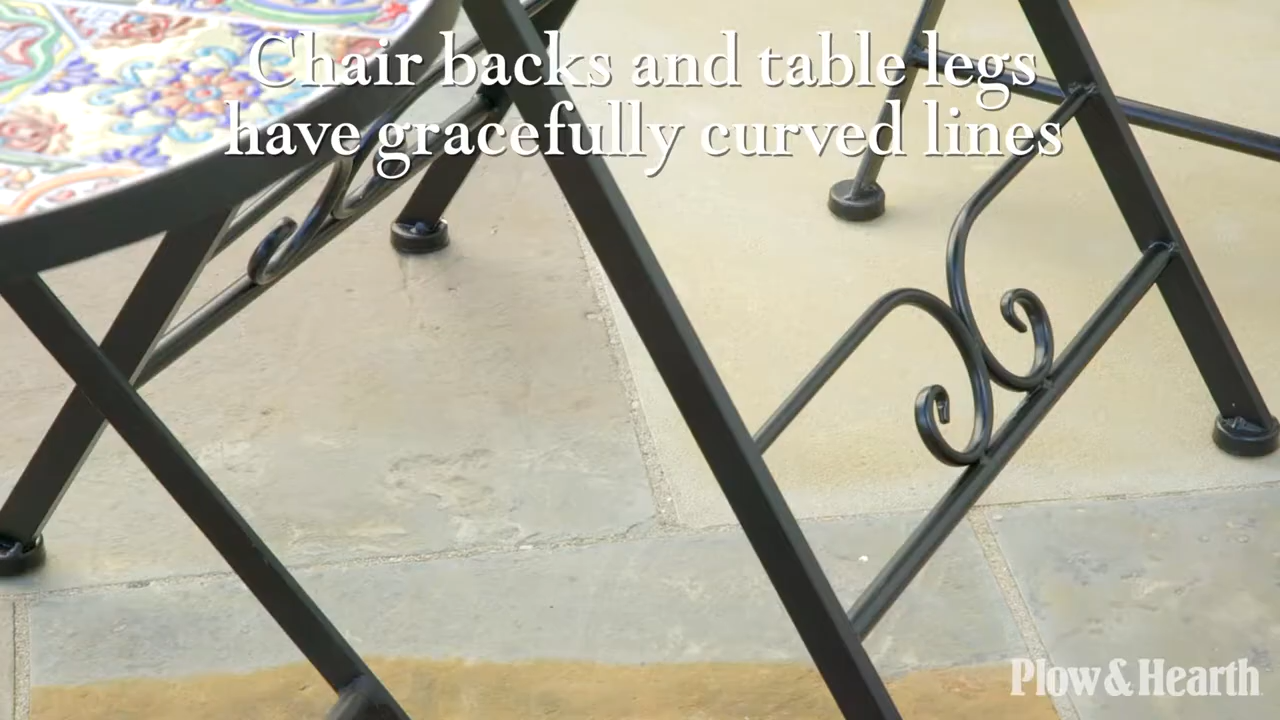 Chair backs and table legs
have gracefully curved lines
Plow & Hearth